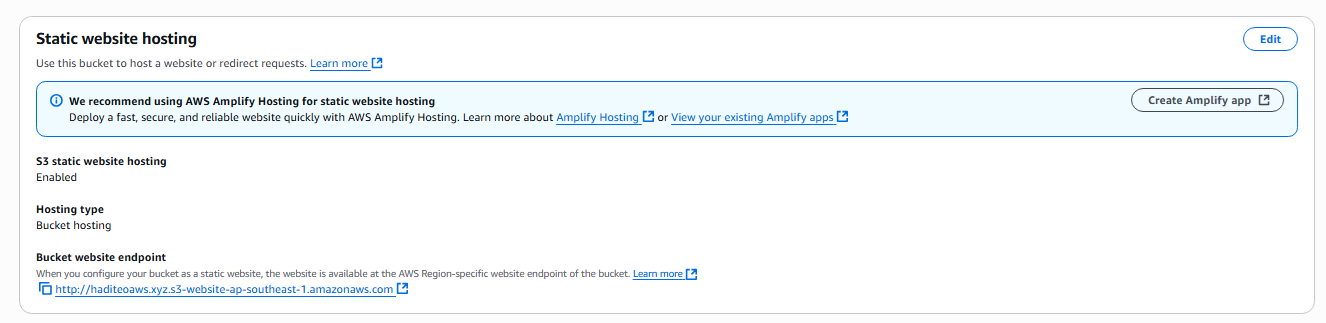 Static website hosting
Edit
Use this bucket to host a website or redirect requests. Learn more
We recommend using AWS Amplify Hosting for static website hosting
Create Amplify app
Deploy a fast, secure, and reliable website quickly with AWS Amplify Hosting. Learn more about Amplify Hosting or View your existing Amplify apps
S3 static website hosting
Enabled
Hosting type
Bucket hosting
Bucket website endpoint
When you configure your bucket as a static website, the website is available at the AWS Region-specific website endpoint of the bucket. Learn more
http://haditeoaws.xyz.s3-website-ap-southeast-1.amazonaws.com